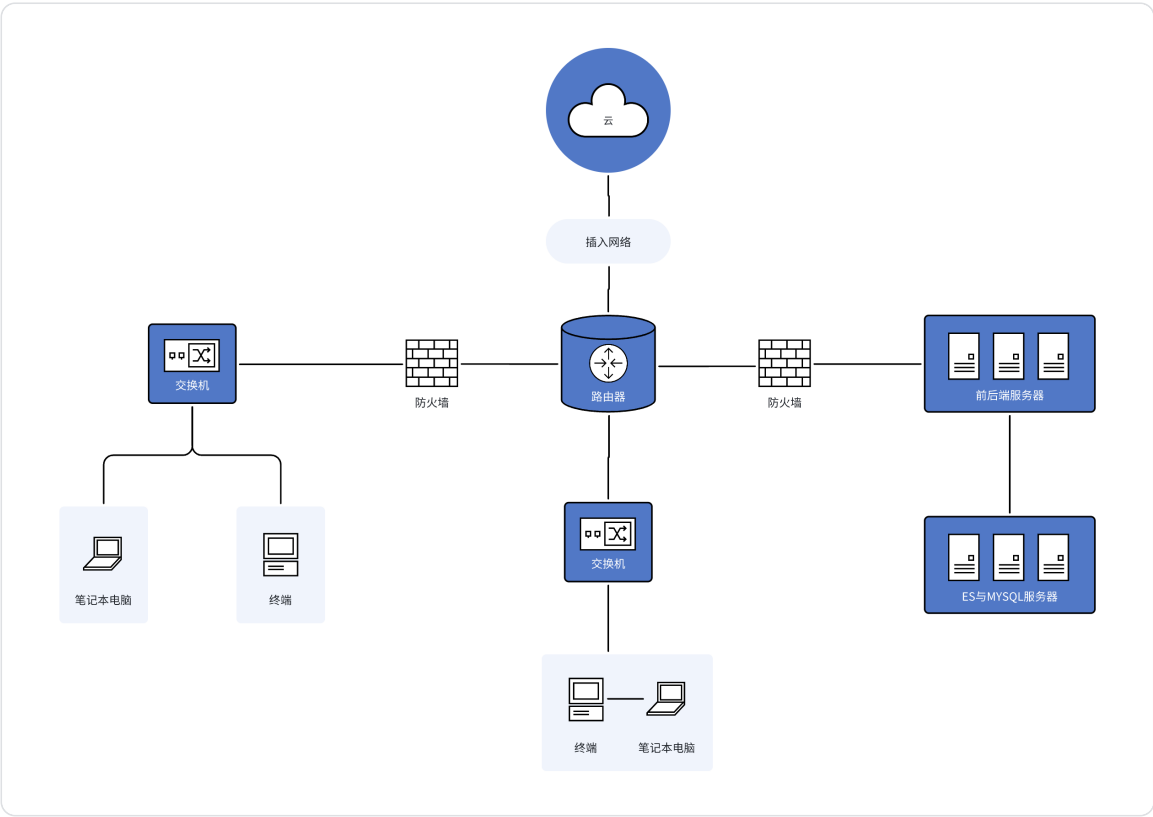 云
插入网络
交换机
防火墙
路由器
防火墙
前后端服务器
交换机
笔记本电脑
终端
ES与MYSQL服务器
终端
笔记本电脑